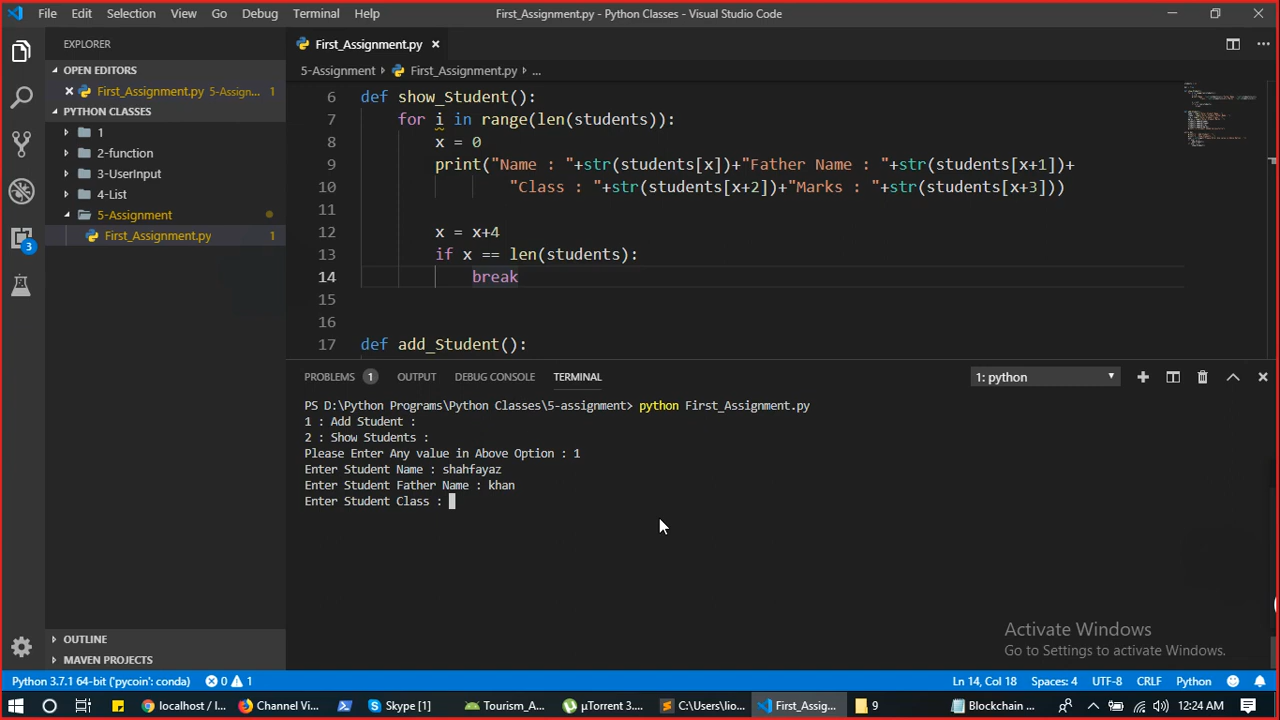 File Edit Selection View Go Debug Terminal Help First_Assignment.py - Python Classes - Visual Studio Code
EXPLORER
OPEN EDITORS
First_Assignment.py 5-Assign... 1
PYTHON CLASSES
1
2-function
3-UserInput
4-List
5-Assignment
First_Assignment.py 1
3
OUTLINE
MAVEN PROJECTS
First_Assignment.py
5-Assignment First_Assignment.py ...
6 def show_Student():
7 for i in range(len(students)):
8 x = 0
9 print("Name : "+str(students[x])+"Father Name : "+str(students[x+1])+
10 "Class : "+str(students[x+2])+"Marks : "+str(students[x+3]))
11
12 x = x+4
13 if x == len(students):
14 break
15
16
17 def add_Student():
PROBLEMS 1 OUTPUT DEBUG CONSOLE TERMINAL 1: python
PS D:\Python Programs\Python Classes\5-assignment> python First_Assignment.py
1 : Add Student :
2 : Show Students :
Please Enter Any value in Above Option : 1
Enter Student Name : shahfayaz
Enter Student Father Name : khan
Enter Student Class :
Activate Windows
Go to Settings to activate Windows.
Python 3.7.1 64-bit ('pycoin': conda) 0 1 Ln 14, Col 18 Spaces: 4 UTF-8 CRLF Python
localhost / l... Channel Vi... Skype [1] Tourism_A... µTorrent 3.... C:\Users\lio... First_Assig... 9 Blockchain ... 12:24 AM